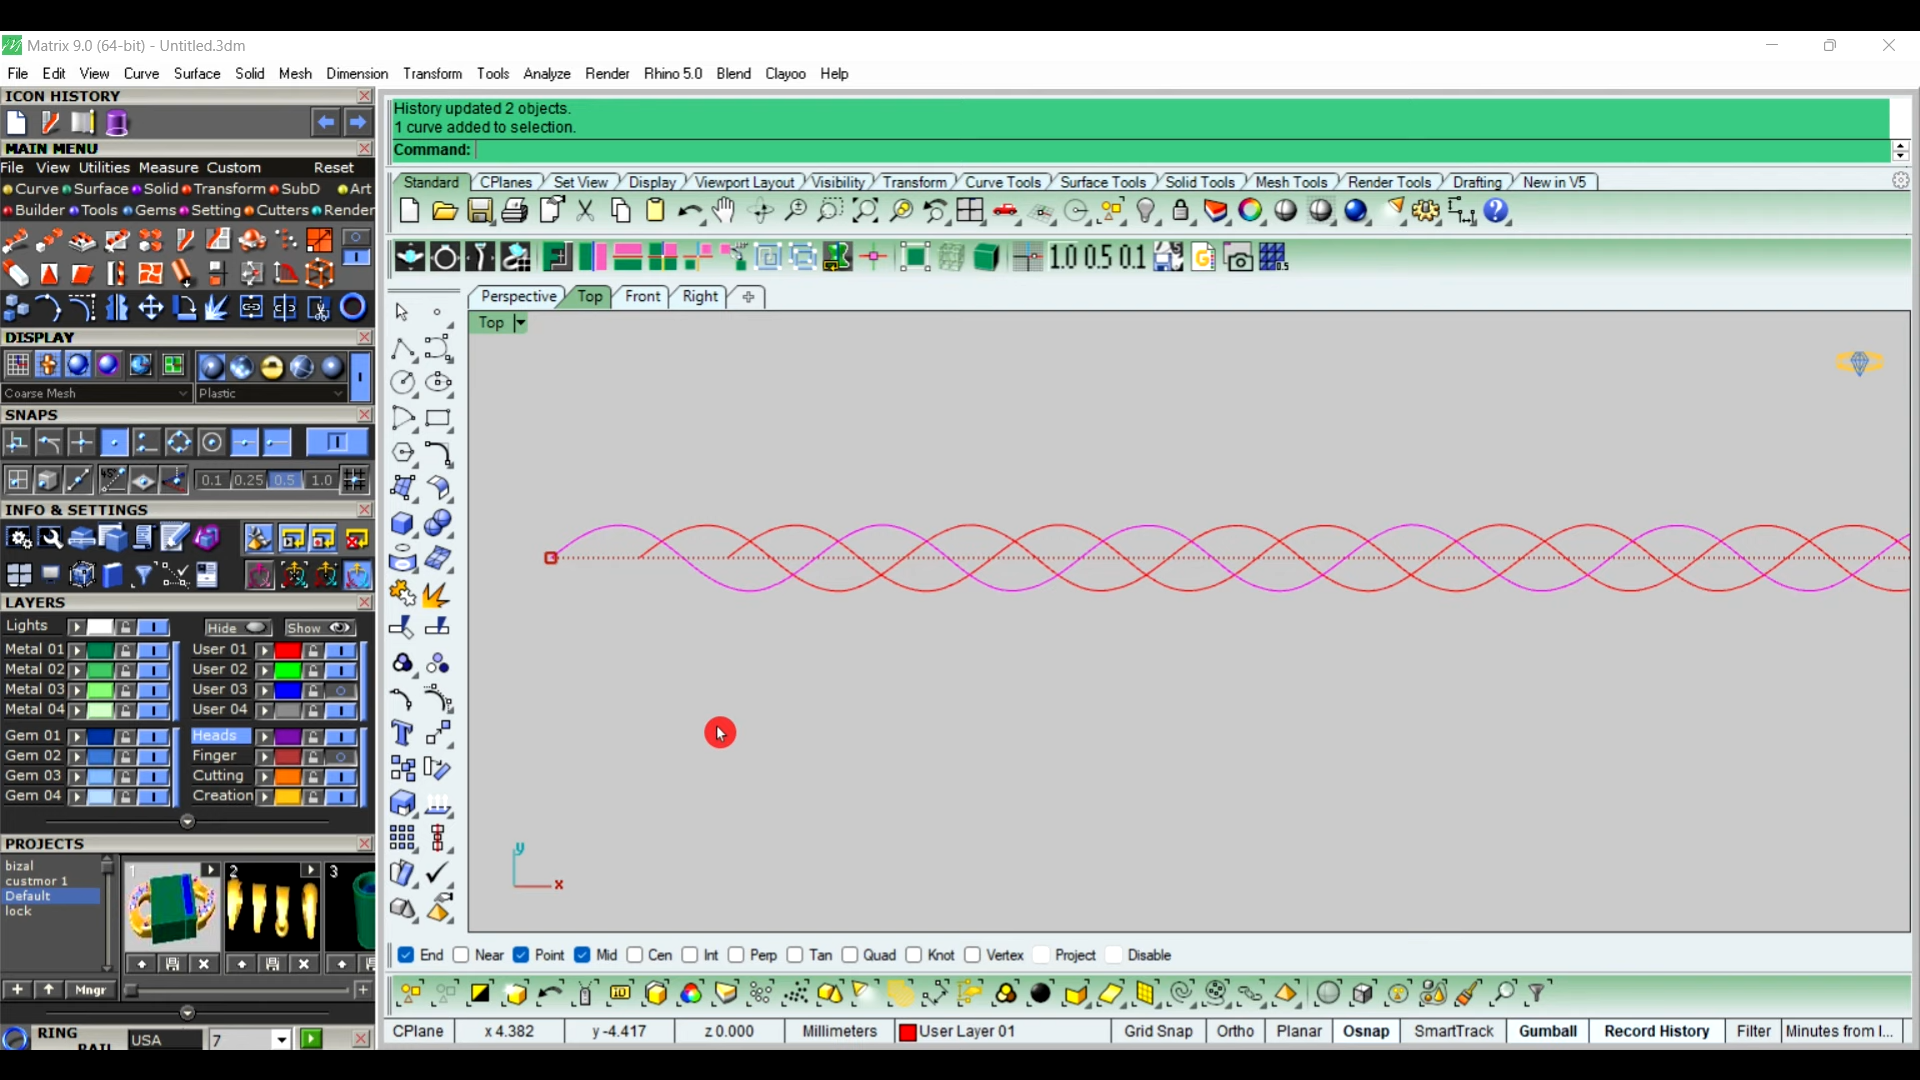 Matrix 9.0 (64-bit) - Untitled.3dm
File Edit View Curve Surface Solid Mesh Dimension Transform Tools Analyze Render Rhino 5.0 Blend Clayoo Help
ICON HISTORY
MAIN MENU
File View Utilities Measure Custom Reset
Curve Surface Solid Transform SubD Art
Builder Tools Gems Setting Cutters Render
DISPLAY
Coarse Mesh Plastic
SNAPS
0.1 0.25 0.5 1.0
INFO & SETTINGS
LAYERS
Lights Hide Show
Metal 01 User 01
Metal 02 User 02
Metal 03 User 03
Metal 04 User 04
Gem 01 Heads
Gem 02 Finger
Gem 03 Cutting
Gem 04 Creation
PROJECTS
bizal
custmor 1
Default
lock
1 2 3
Mngr
RING
RAIL USA 7
History updated 2 objects.
1 curve added to selection.
Command:
Standard CPlanes Set View Display Viewport Layout Visibility Transform Curve Tools Surface Tools Solid Tools Mesh Tools Render Tools Drafting New in V5
1.0 0.5 0.1
Perspective Top Front Right
Top
y
x
End Near Point Mid Cen Int Perp Tan Quad Knot Vertex Project Disable
CPlane x 4.382 y -4.417 z 0.000 Millimeters User Layer 01 Grid Snap Ortho Planar Osnap SmartTrack Gumball Record History Filter Minutes from l...